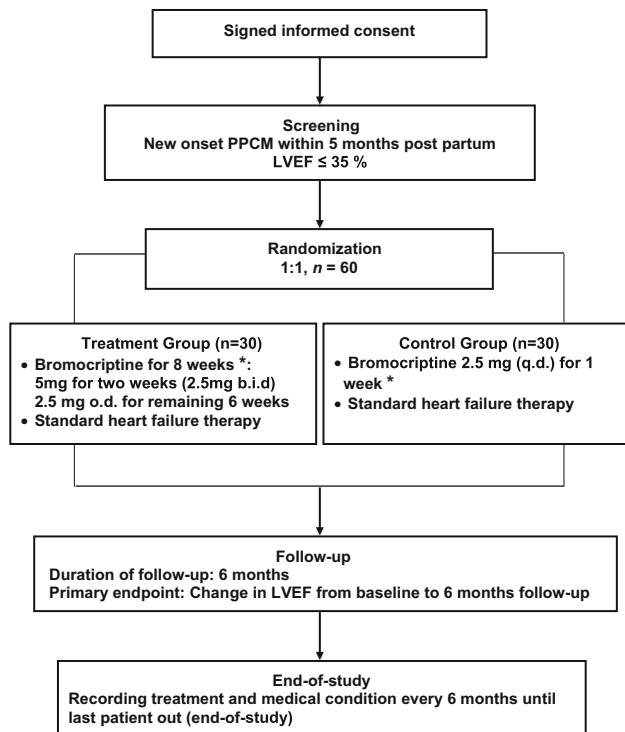 Signed informed consent
Screening
New onset PPCM within 5 months post partum
LVEF ≤ 35 %
Randomization
1:1, n = 60
Treatment Group (n=30)
• Bromocriptine for 8 weeks *:
5mg for two weeks (2.5mg b.i.d)
2.5 mg o.d. for remaining 6 weeks
• Standard heart failure therapy
Control Group (n=30)
• Bromocriptine 2.5 mg (q.d.) for 1
week *
• Standard heart failure therapy
Follow-up
Duration of follow-up: 6 months
Primary endpoint: Change in LVEF from baseline to 6 months follow-up
End-of-study
Recording treatment and medical condition every 6 months until
last patient out (end-of-study)